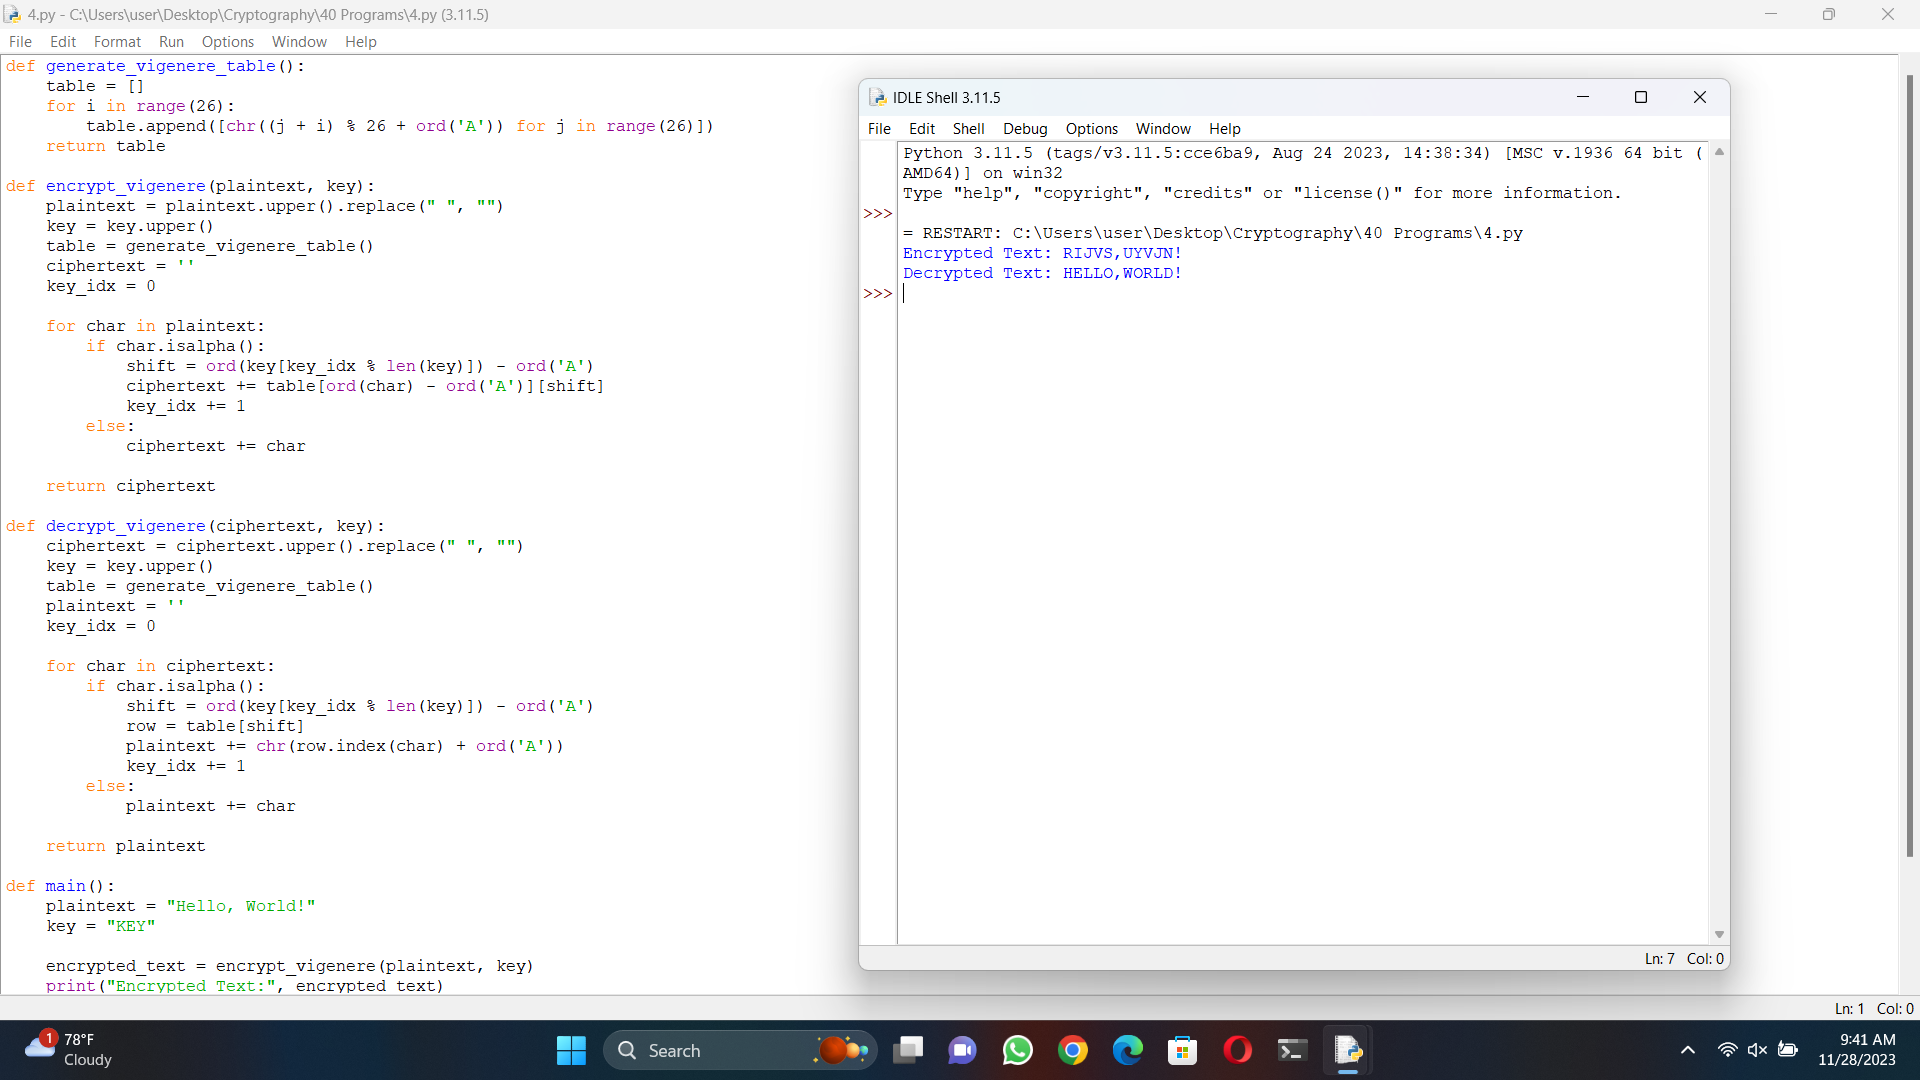 4.py - C:\Users\user\Desktop\Cryptography\40 Programs\4.py (3.11.5)
File Edit Format Run Options Window Help
def generate_vigenere_table():
    table = []
    for i in range(26):
        table.append([chr((j + i) % 26 + ord('A')) for j in range(26)])
    return table
def encrypt_vigenere(plaintext, key):
    plaintext = plaintext.upper().replace(" ", "")
    key = key.upper()
    table = generate_vigenere_table()
    ciphertext = ''
    key_idx = 0
    for char in plaintext:
        if char.isalpha():
            shift = ord(key[key_idx % len(key)]) - ord('A')
            ciphertext += table[ord(char) - ord('A')][shift]
            key_idx += 1
        else:
            ciphertext += char
    return ciphertext
def decrypt_vigenere(ciphertext, key):
    ciphertext = ciphertext.upper().replace(" ", "")
    key = key.upper()
    table = generate_vigenere_table()
    plaintext = ''
    key_idx = 0
    for char in ciphertext:
        if char.isalpha():
            shift = ord(key[key_idx % len(key)]) - ord('A')
            row = table[shift]
            plaintext += chr(row.index(char) + ord('A'))
            key_idx += 1
        else:
            plaintext += char
    return plaintext
def main():
    plaintext = "Hello, World!"
    key = "KEY"
    encrypted_text = encrypt_vigenere(plaintext, key)
    print("Encrypted Text:", encrypted_text)
Ln: 1 Col: 0
IDLE Shell 3.11.5
File Edit Shell Debug Options Window Help
Python 3.11.5 (tags/v3.11.5:cce6ba9, Aug 24 2023, 14:38:34) [MSC v.1936 64 bit (
AMD64)] on win32
Type "help", "copyright", "credits" or "license()" for more information.
>>>
= RESTART: C:\Users\user\Desktop\Cryptography\40 Programs\4.py
Encrypted Text: RIJVS,UYVJN!
Decrypted Text: HELLO,WORLD!
>>>
Ln: 7 Col: 0
1
78°F
Cloudy
Search
9:41 AM
11/28/2023